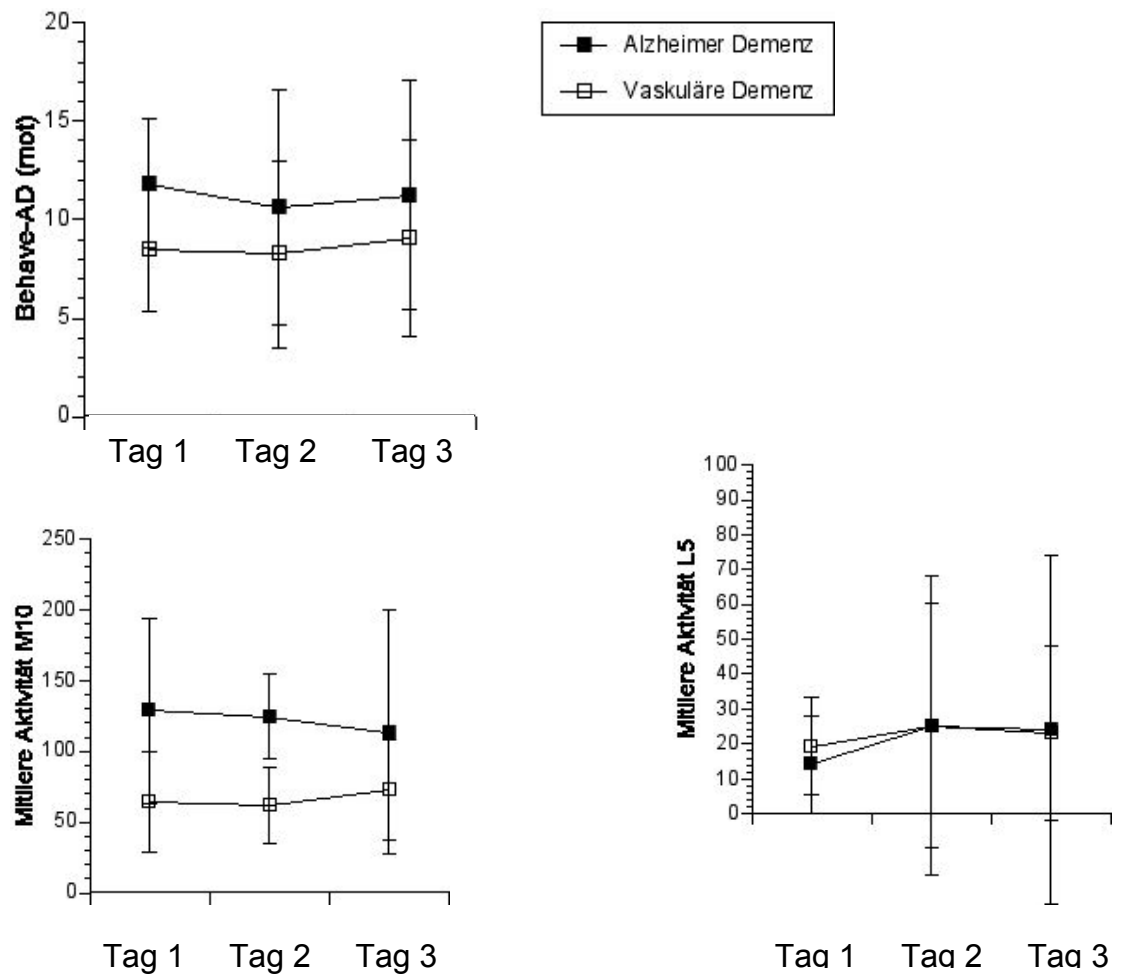 Alzheimer Demenz
Vaskuläre Demenz
Behave-AD (mot)
20
15
10
5
0
Tag 1 Tag 2 Tag 3
Mittlere Aktivität M10
250
200
150
100
50
0
Tag 1 Tag 2 Tag 3
Mittlere Aktivität L5
100
90
80
70
60
50
40
30
20
10
0
Tag 1 Tag 2 Tag 3